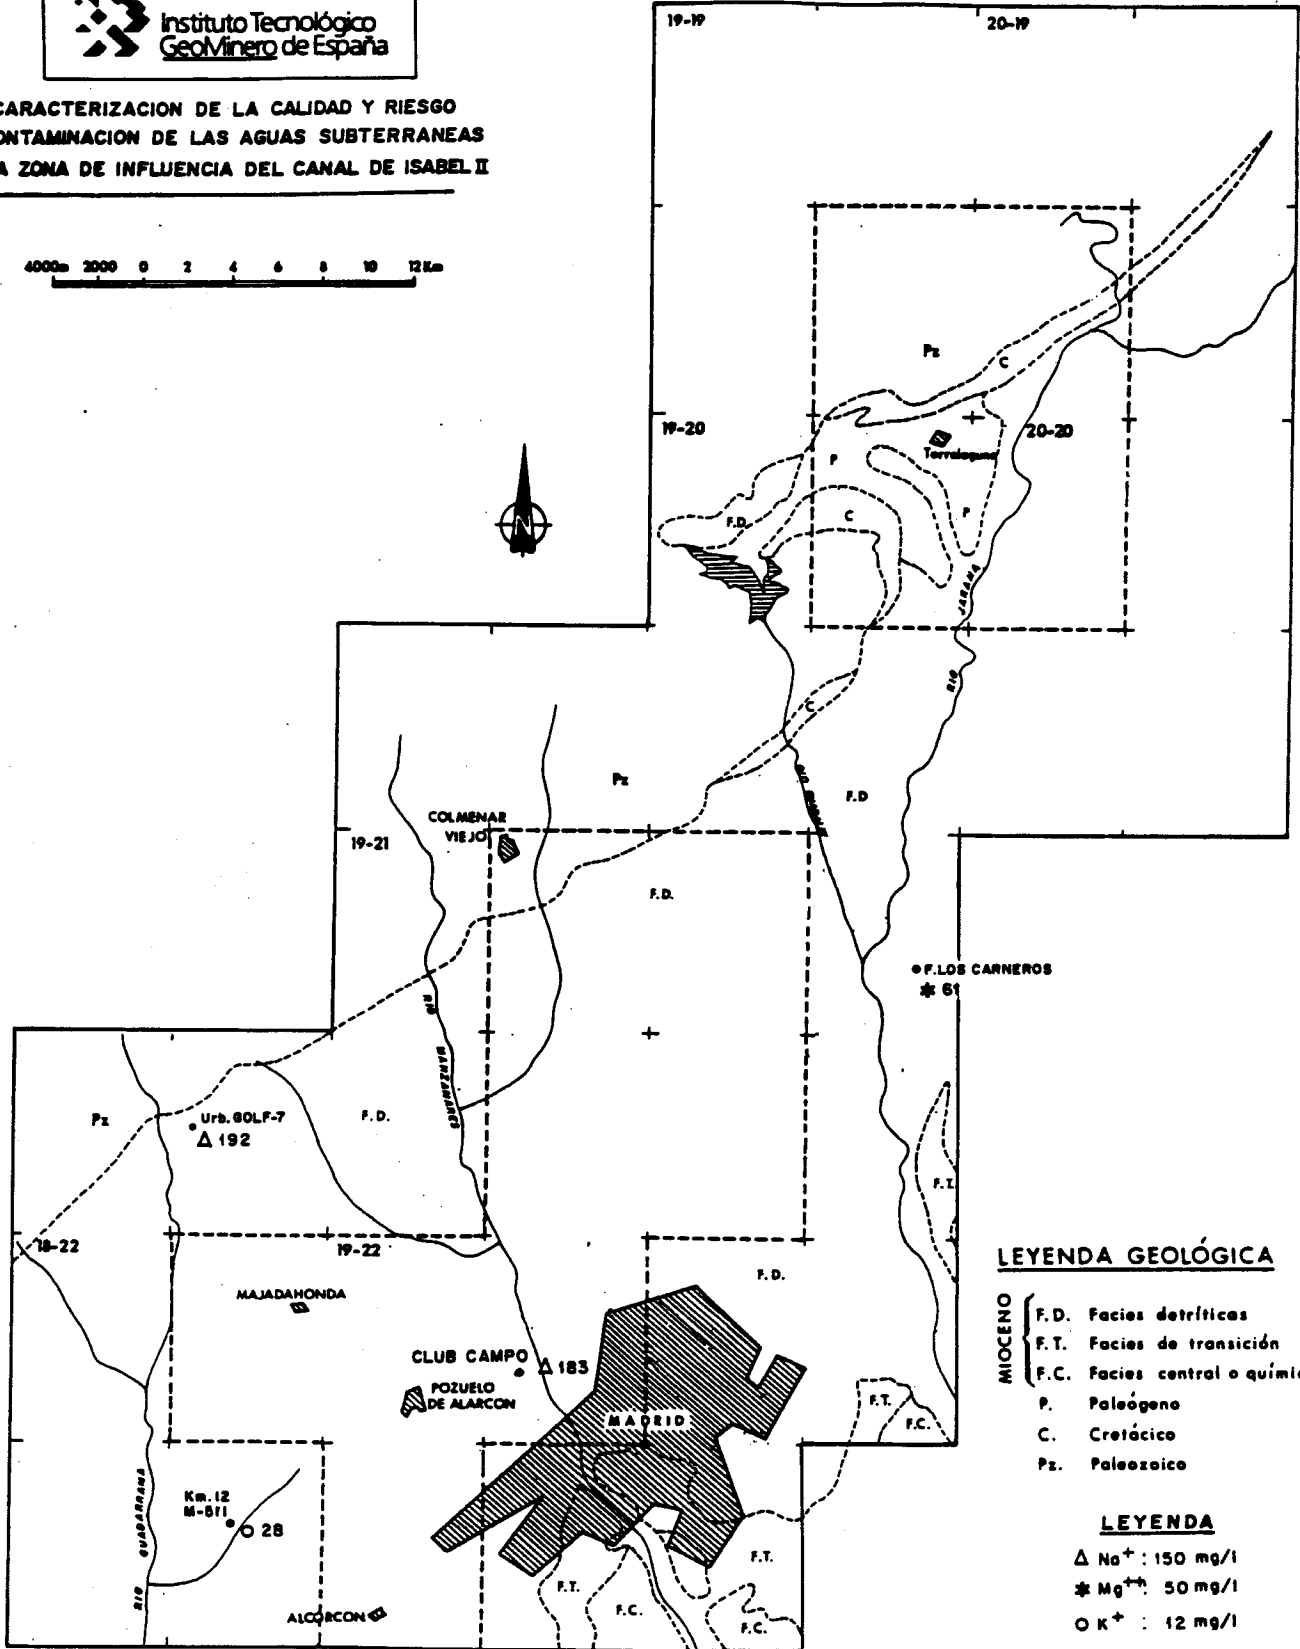 Instituto Tecnológico
GeoMinero de España
CARACTERIZACION DE LA CALIDAD Y RIESGO
ONTAMINACION DE LAS AGUAS SUBTERRANEAS
A ZONA DE INFLUENCIA DEL CANAL DE ISABEL II
4000m 2000 0 2 4 6 8 10 12Km
19-19
20-19
Pz
C
19-20
20-20
Torrelaguna
P
F.D.
C
P
JARAMA
RIO
C
Pz
F.D
COLMENAR
VIEJO
19-21
F.D.
F.LOS CARNEROS
* 61
RIO
MANZANARES
Pz
Urb. GOLF-7
△ 192
F.D.
F.T.
18-22
19-22
F.D.
MAJADAHONDA
CLUB CAMPO
△ 183
POZUELO
DE ALARCON
MADRID
F.T.
F.C.
Km. 12
M-511
○ 28
RIO GUADARRAMA
ALCORCON
F.T.
F.C.
F.T.
F.C.
LEYENDA GEOLÓGICA
MIOCENO
F.D. Facies detríticas
F.T. Facies de transición
F.C. Facies central o químic
P. Paleógeno
C. Cretácico
Pz. Paleozoico
LEYENDA
△ Na+ : 150 mg/l
* Mg++: 50 mg/l
○ K+ : 12 mg/l